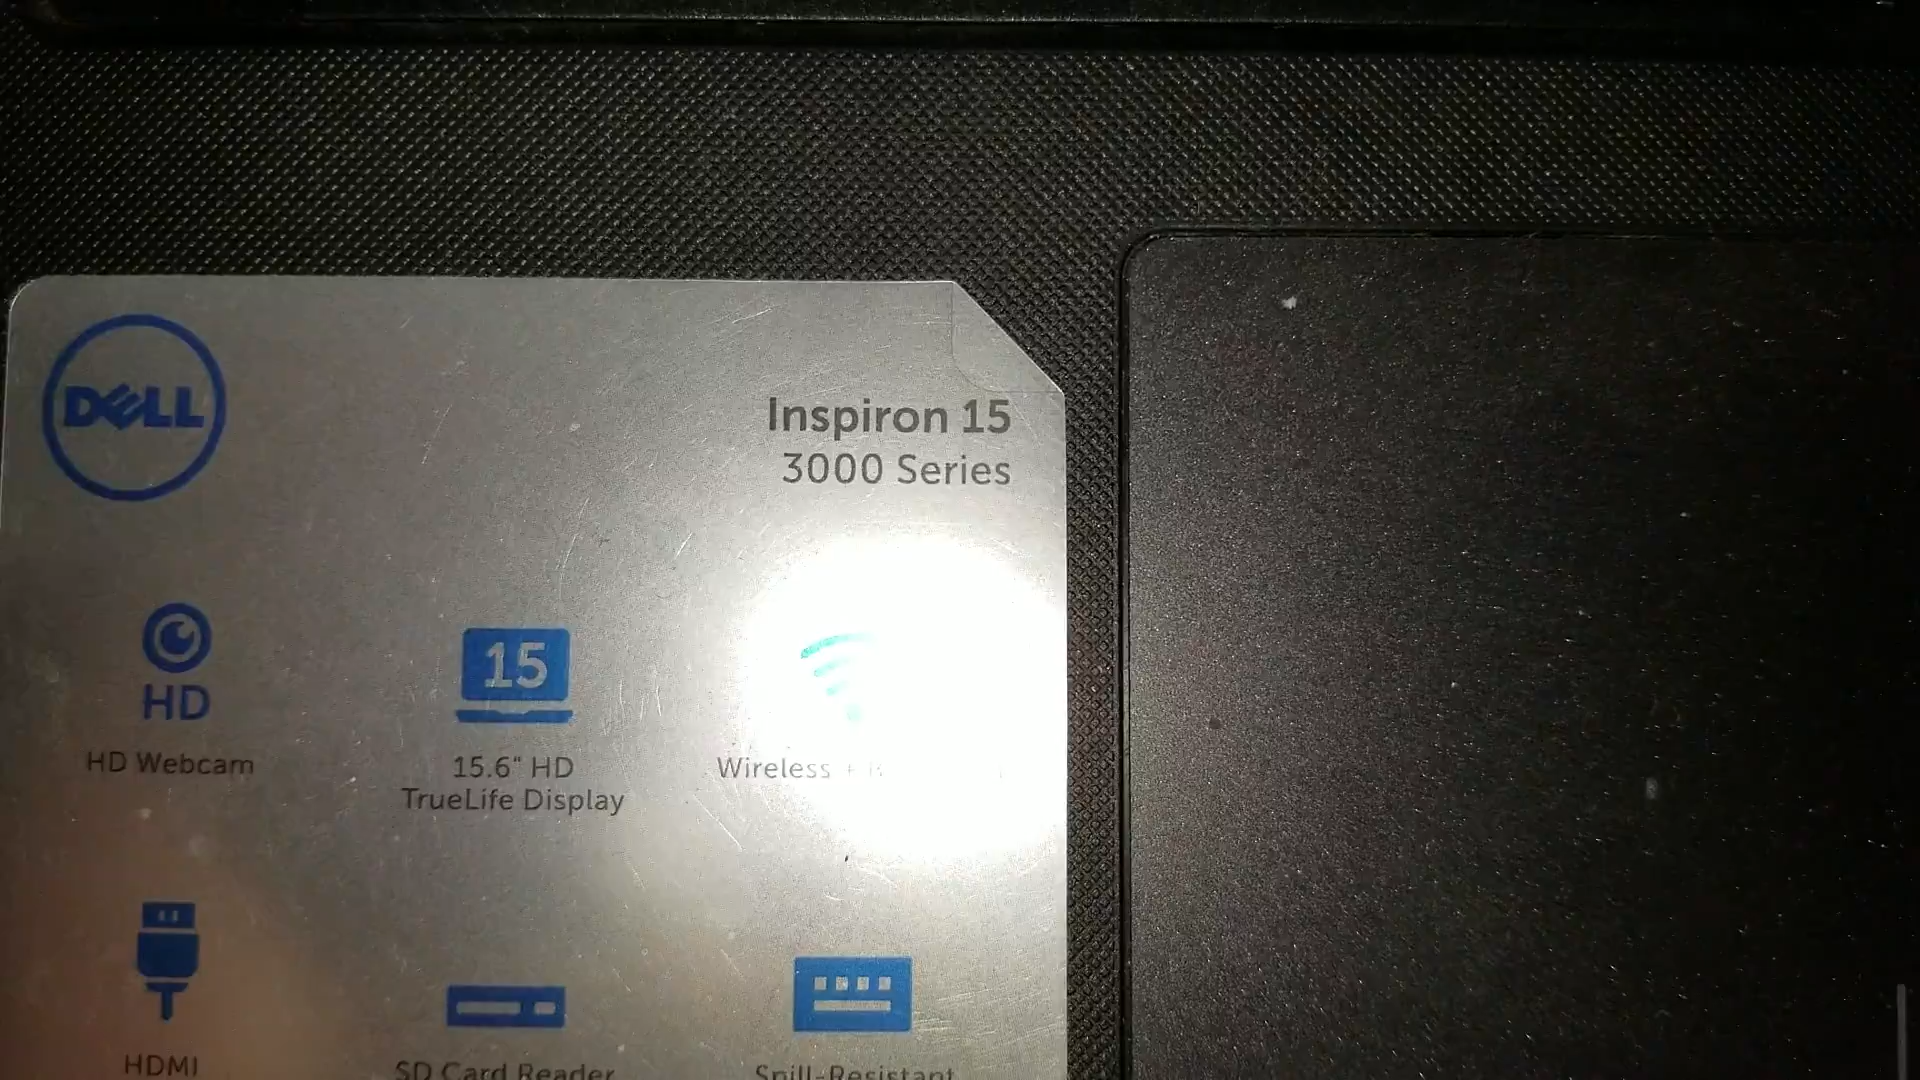 DELL
Inspiron 15
3000 Series
HD
HD Webcam
15
15.6" HD
TrueLife Display
Wireless +
HDMI
SD Card Reader
Spill-Resistant